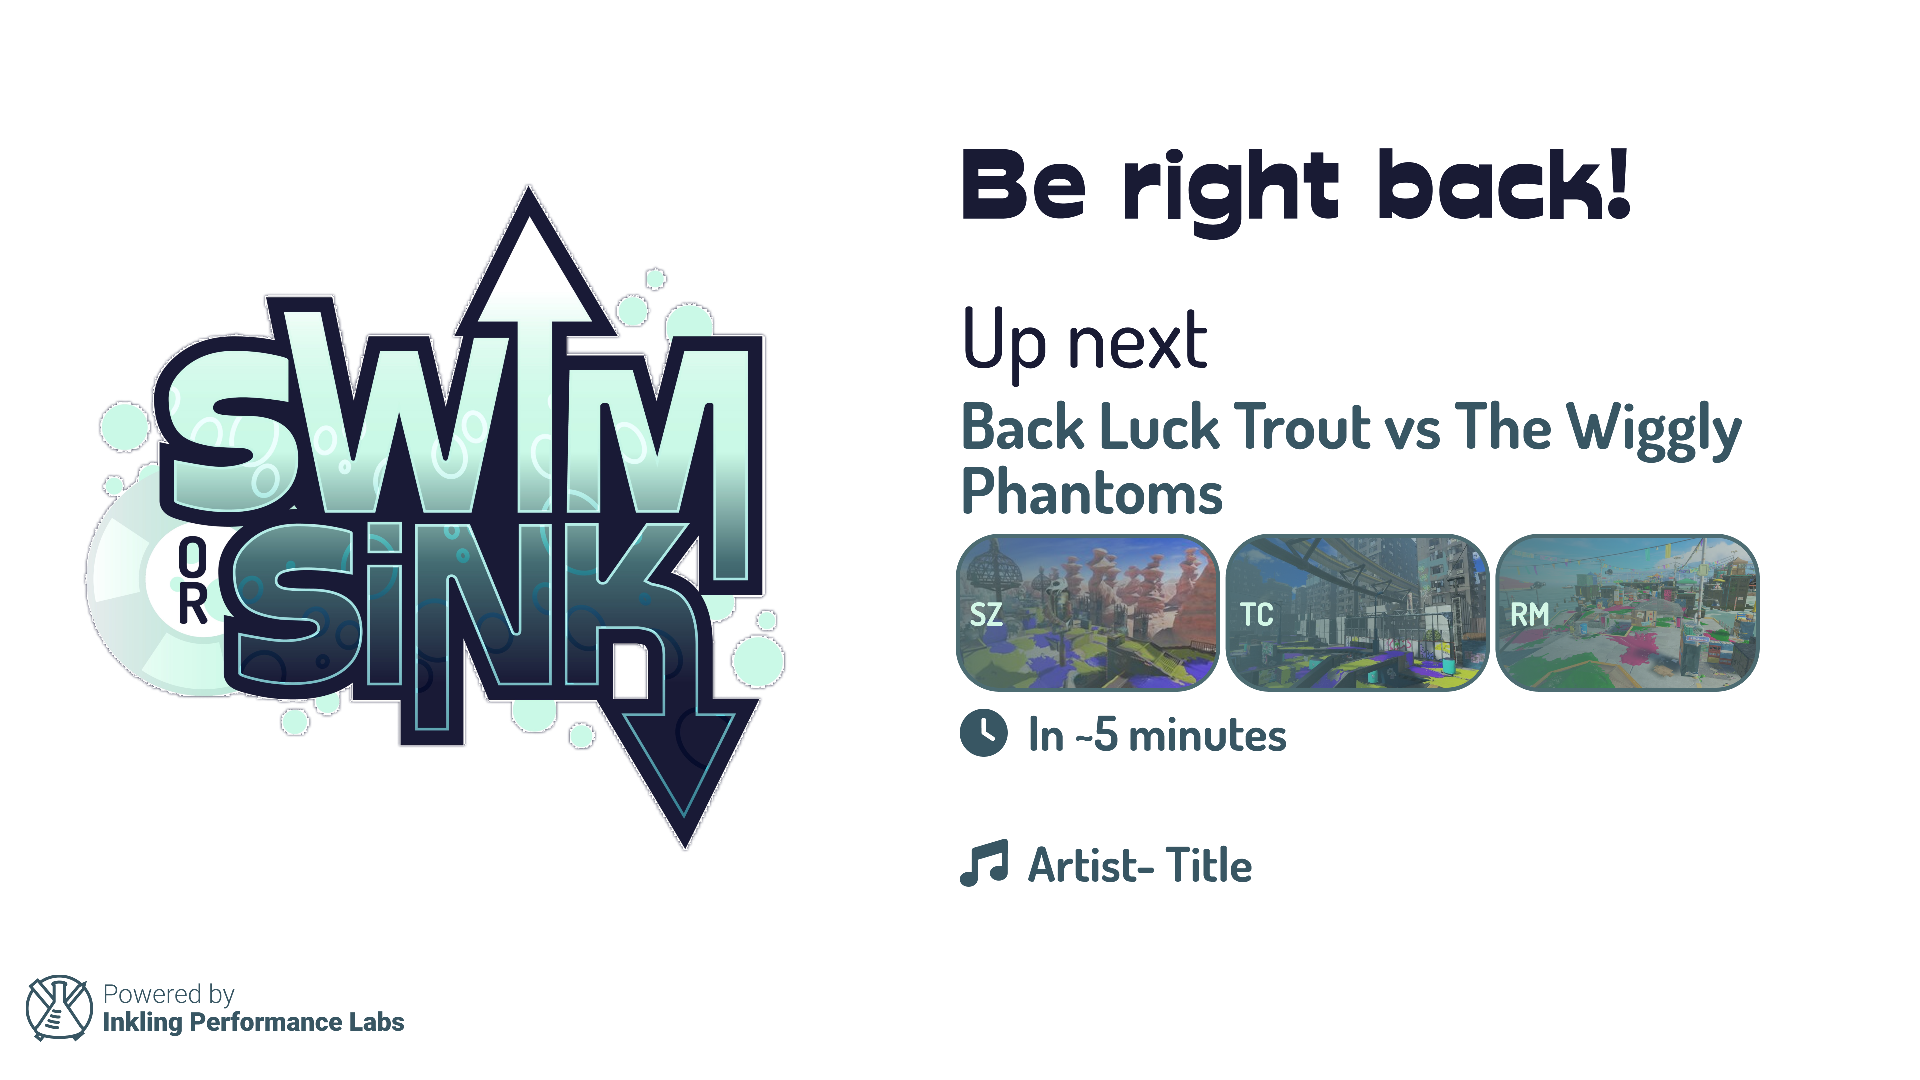 Be right back!
Up next
Back Luck Trout vs The Wiggly
Phantoms
SZ
TC
RM
In ~5 minutes
Artist- Title
SWIM
OR
SiNK
Powered by
Inkling Performance Labs